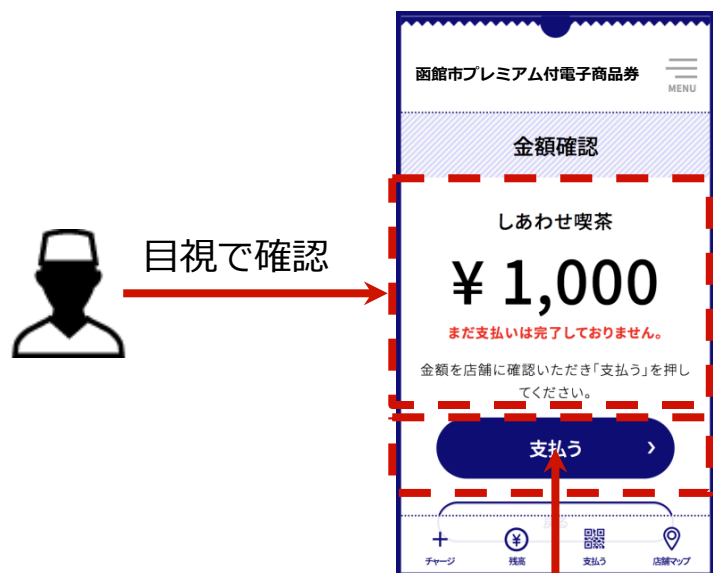 函館市プレミアム付電子商品券
MENU
金額確認
目視で確認
しあわせ喫茶
¥ 1,000
まだ支払いは完了しておりません。
金額を店舗に確認いただき「支払う」を押し
てください。
支払う
戻る
チャージ
残高
支払う
店舗マップ